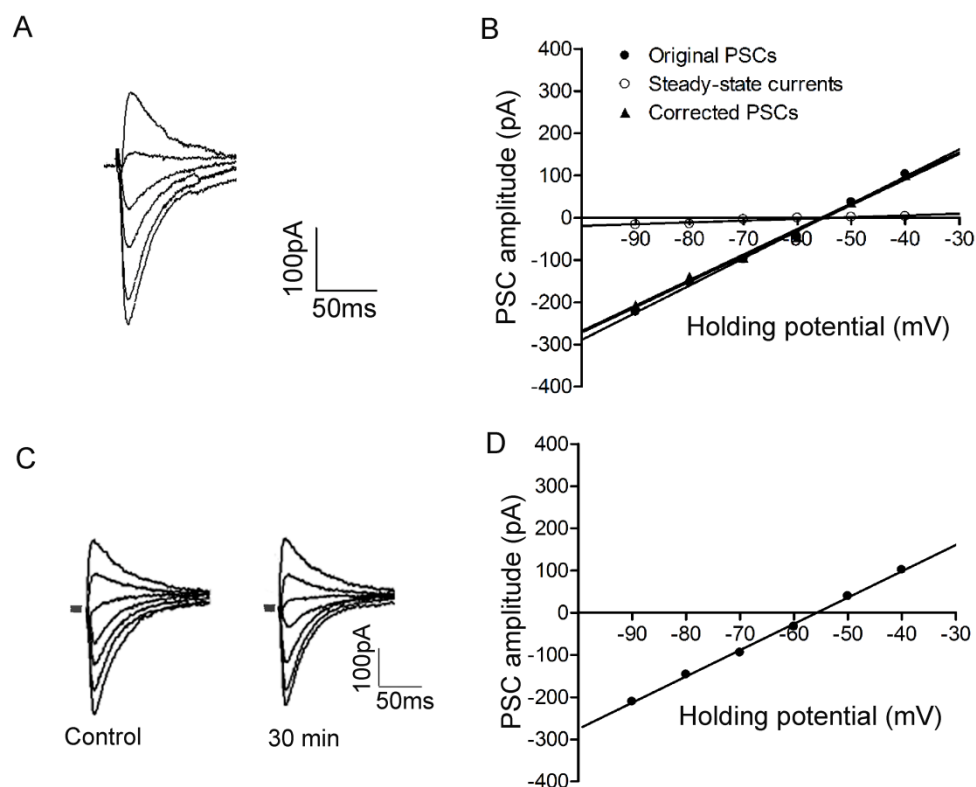 A
100pA
50ms
B
Original PSCs
Steady-state currents
Corrected PSCs
PSC amplitude (pA)
400
300
200
100
0
-100
-200
-300
-400
-90 -80 -70 -60 -50 -40 -30
Holding potential (mV)
C
Control
30 min
100pA
50ms
D
PSC amplitude (pA)
400
300
200
100
0
-100
-200
-300
-400
-90 -80 -70 -60 -50 -40 -30
Holding potential (mV)